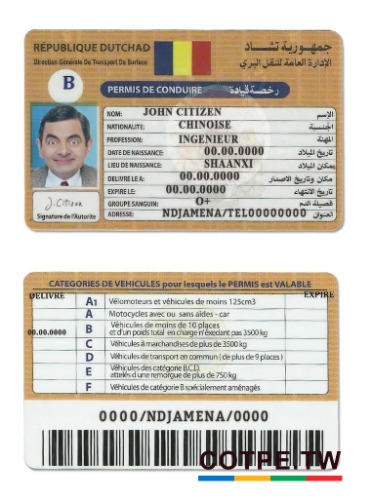 RÉPUBLIQUE DUTCHAD
جمهورية تشاد
Direction Générale De Transport De Surface
الإدارة العامة للنقل البري
B
PERMIS DE CONDUIRE رخصة قيادة
NOM: JOHN CITIZEN الإسم
NATIONALITE: CHINOISE الجنسية
PROFESSION: INGENIEUR المهنة
DATE DE NAISSANCE: 00.00.0000 تاريخ الميلاد
LIEU DE NAISSANCE: SHAANXI مكان الميلاد
DELIVRE LE A: 00.00.0000 مكان وتاريخ الاصدار
EXPIRE LE: 00.00.0000 تاريخ الانتهاء
GROUPE SANGUIN: O+ فصيلة الدم
ADRESSE: NDJAMENA/TEL00000000 العنوان
J.Citizen
Signature de l'Autorite
CATEGORIES DE VEHICULES pour lesquels le PERMIS est VALABLE
DELIVRE EXPIRE
A1 Vélomoteurs et véhicules de moins 125cm3
A Motocycles avec ou sans aides - car
00.00.0000 B Véhicules de moins de 10 places
et d'un poids total en charge n'éxedant pas 3500 kg
C Véhicules à marchandises de plus de 3500 kg
D Véhicules de transport en commun (de plus de 9 places)
E Véhicules des catégorie B.C.D.
attelés d une remorgue de plus de 750 kg
F Véhicules de catégorie B spécialement aménagés
0000/NDJAMENA/0000
COTPE.TW